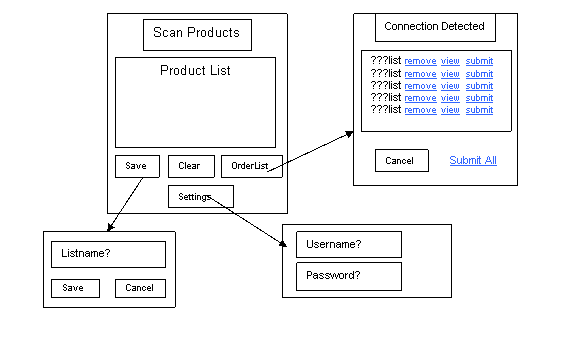 Scan Products
Product List
Save
Clear
OrderList
Settings
Connection Detected
???list remove view submit
???list remove view submit
???list remove view submit
???list remove view submit
???list remove view submit
Cancel
Submit All
Listname?
Save
Cancel
Username?
Password?